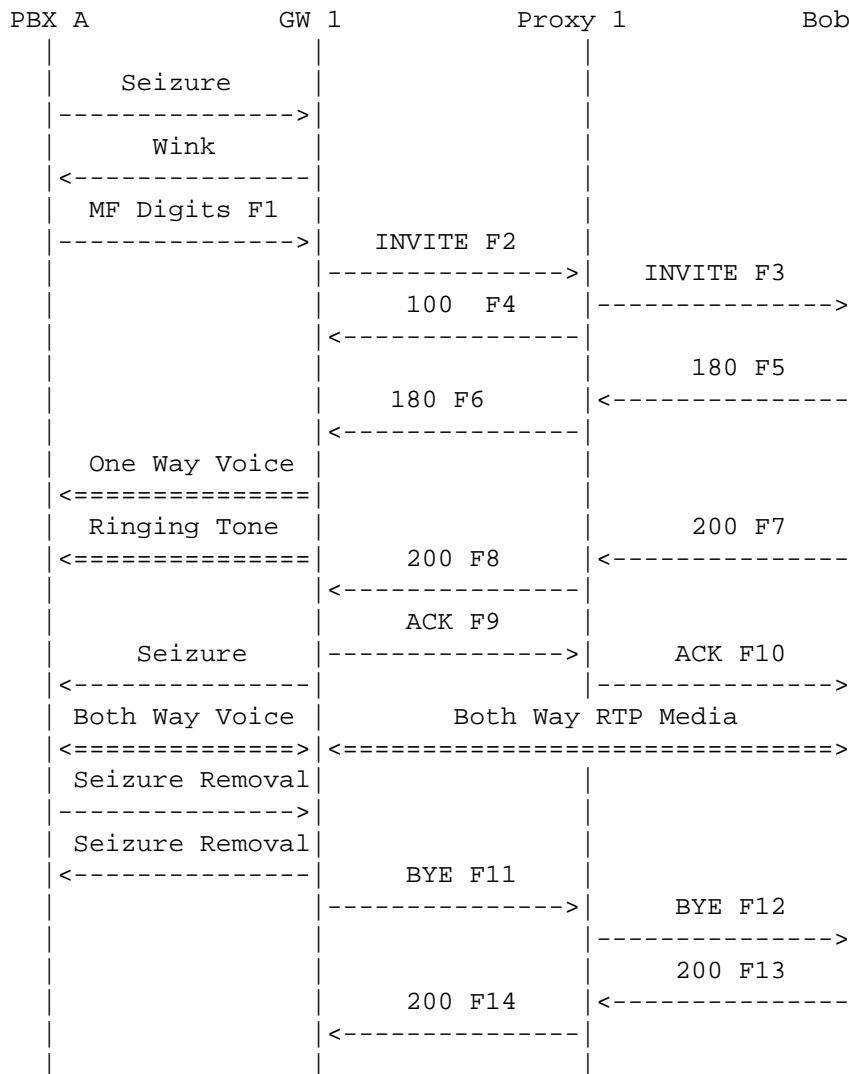 PBX A GW 1 Proxy 1 Bob
Seizure
Wink
MF Digits F1
INVITE F2
INVITE F3
100 F4
180 F5
180 F6
One Way Voice
Ringing Tone 200 F7
200 F8
ACK F9
Seizure ACK F10
Both Way Voice Both Way RTP Media
Seizure Removal
Seizure Removal
BYE F11
BYE F12
200 F13
200 F14